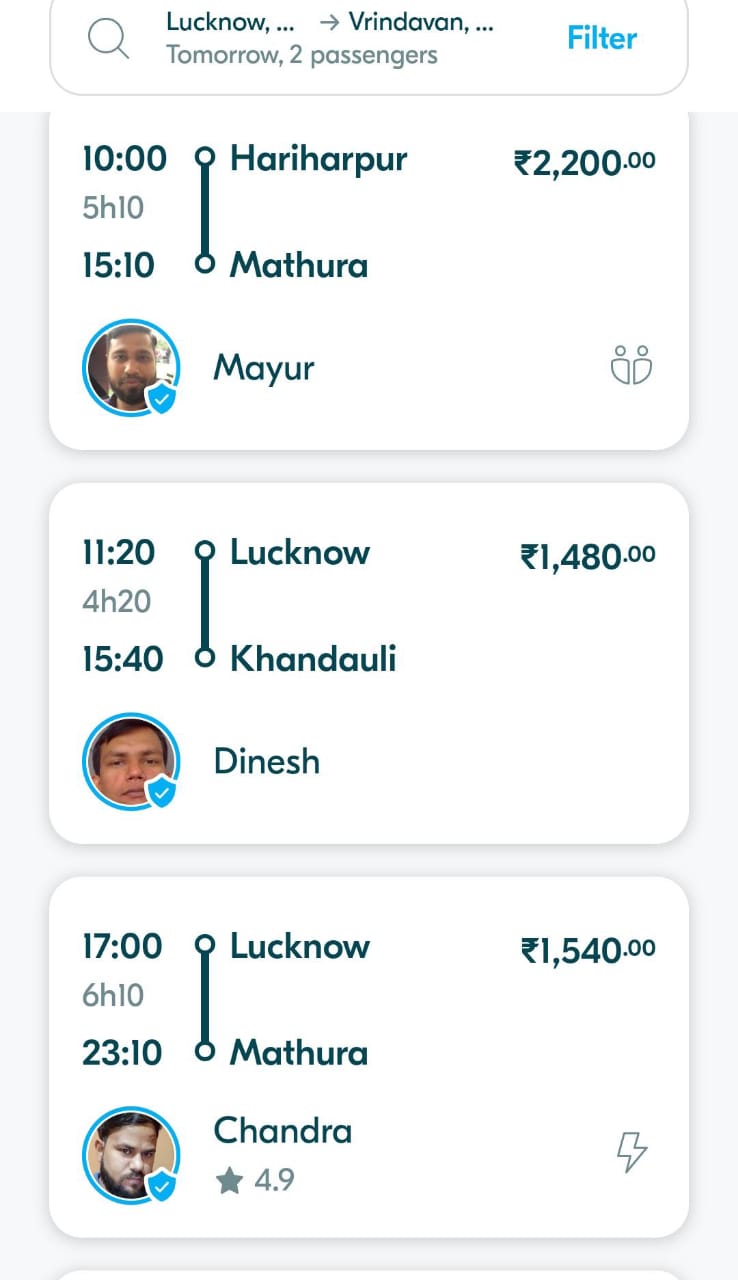 Lucknow, ... → Vrindavan, ...
Tomorrow, 2 passengers
Filter
10:00 Hariharpur ₹2,200.00
5h10
15:10 Mathura
Mayur
11:20 Lucknow ₹1,480.00
4h20
15:40 Khandauli
Dinesh
17:00 Lucknow ₹1,540.00
6h10
23:10 Mathura
Chandra
★ 4.9